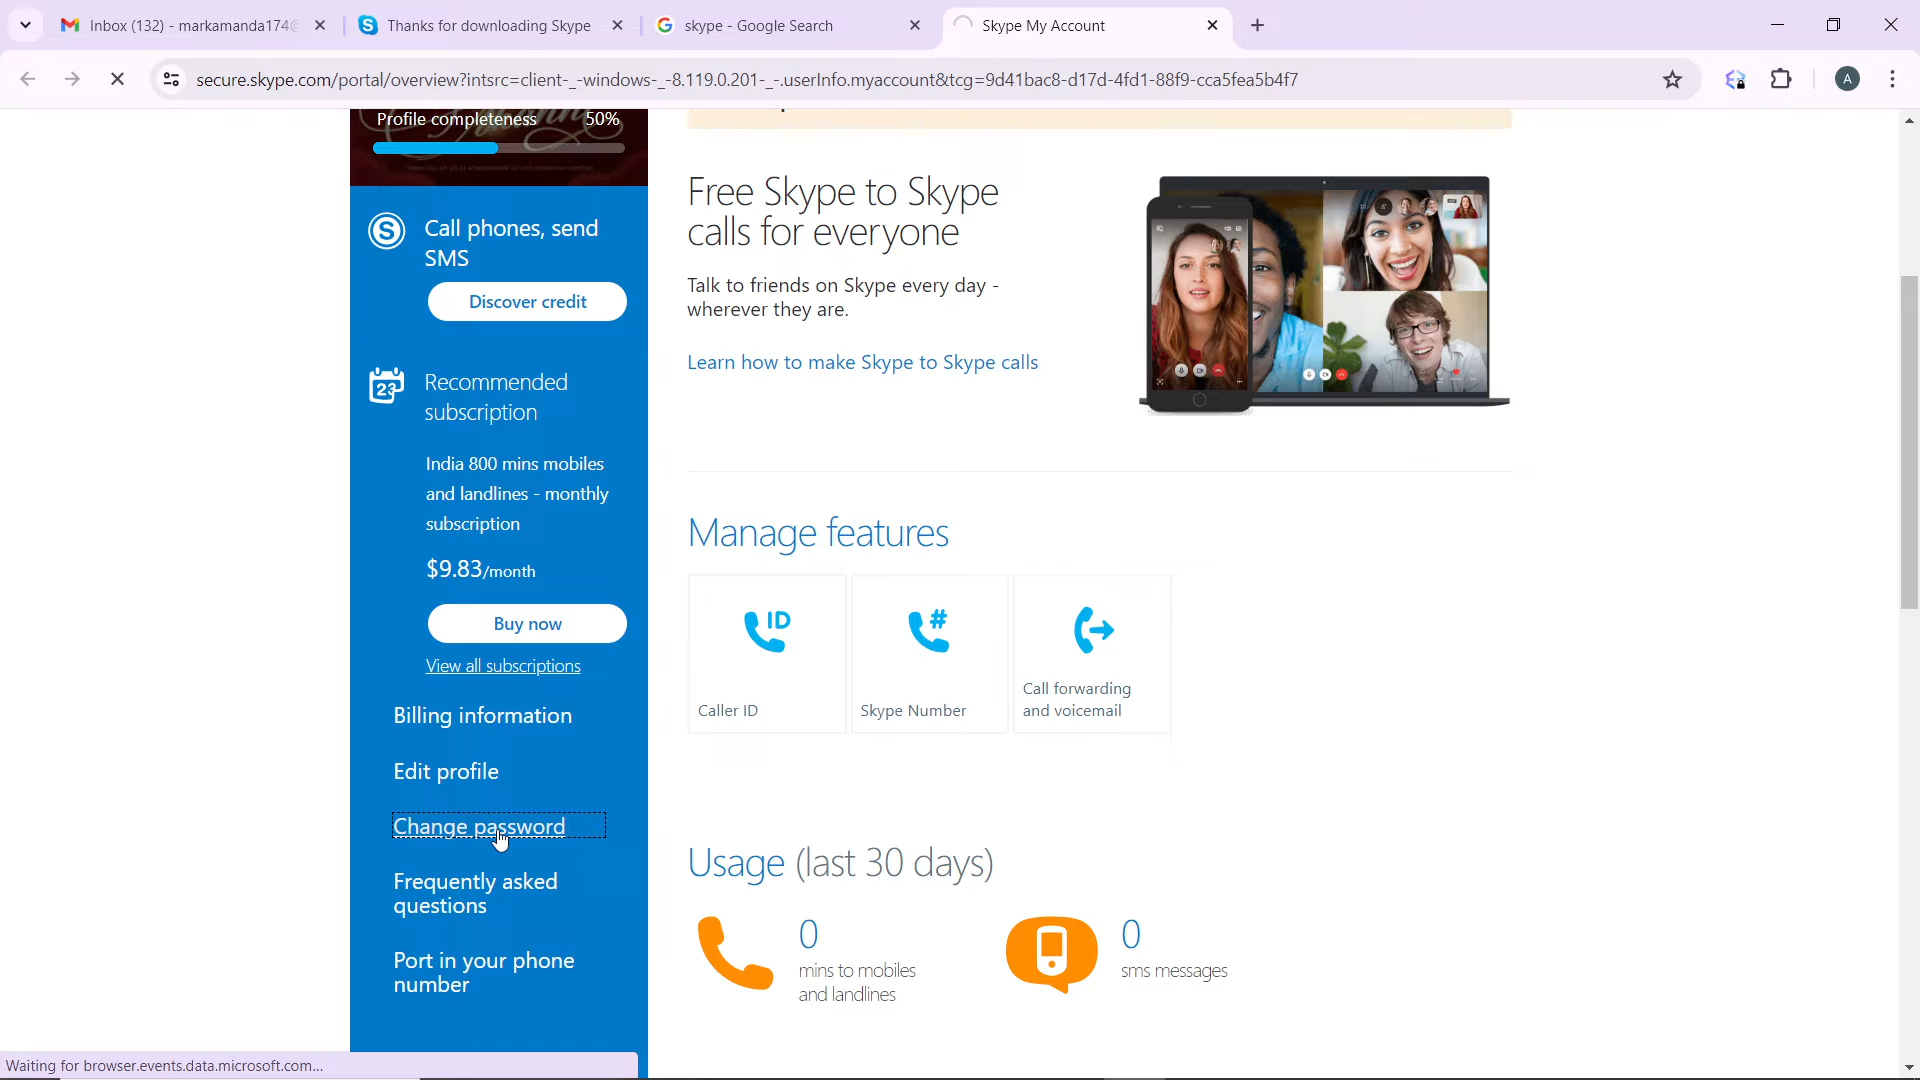 Inbox (132) - markamanda174
Thanks for downloading Skype
skype - Google Search
Skype My Account
secure.skype.com/portal/overview?intsrc=client-_-windows-_-8.119.0.201-_-.userInfo.myaccount&tcg=9d41bac8-d17d-4fd1-88f9-cca5fea5b4f7
A
Profile completeness 50%
Call phones, send
SMS
Discover credit
23
Recommended
subscription
India 800 mins mobiles
and landlines - monthly
subscription
$9.83/month
Buy now
View all subscriptions
Billing information
Edit profile
Change password
Frequently asked
questions
Port in your phone
number
Free Skype to Skype
calls for everyone
Talk to friends on Skype every day -
wherever they are.
Learn how to make Skype to Skype calls
Manage features
ID
Caller ID
#
Skype Number
Call forwarding
and voicemail
Usage (last 30 days)
0
mins to mobiles
and landlines
0
sms messages
Waiting for browser.events.data.microsoft.com...